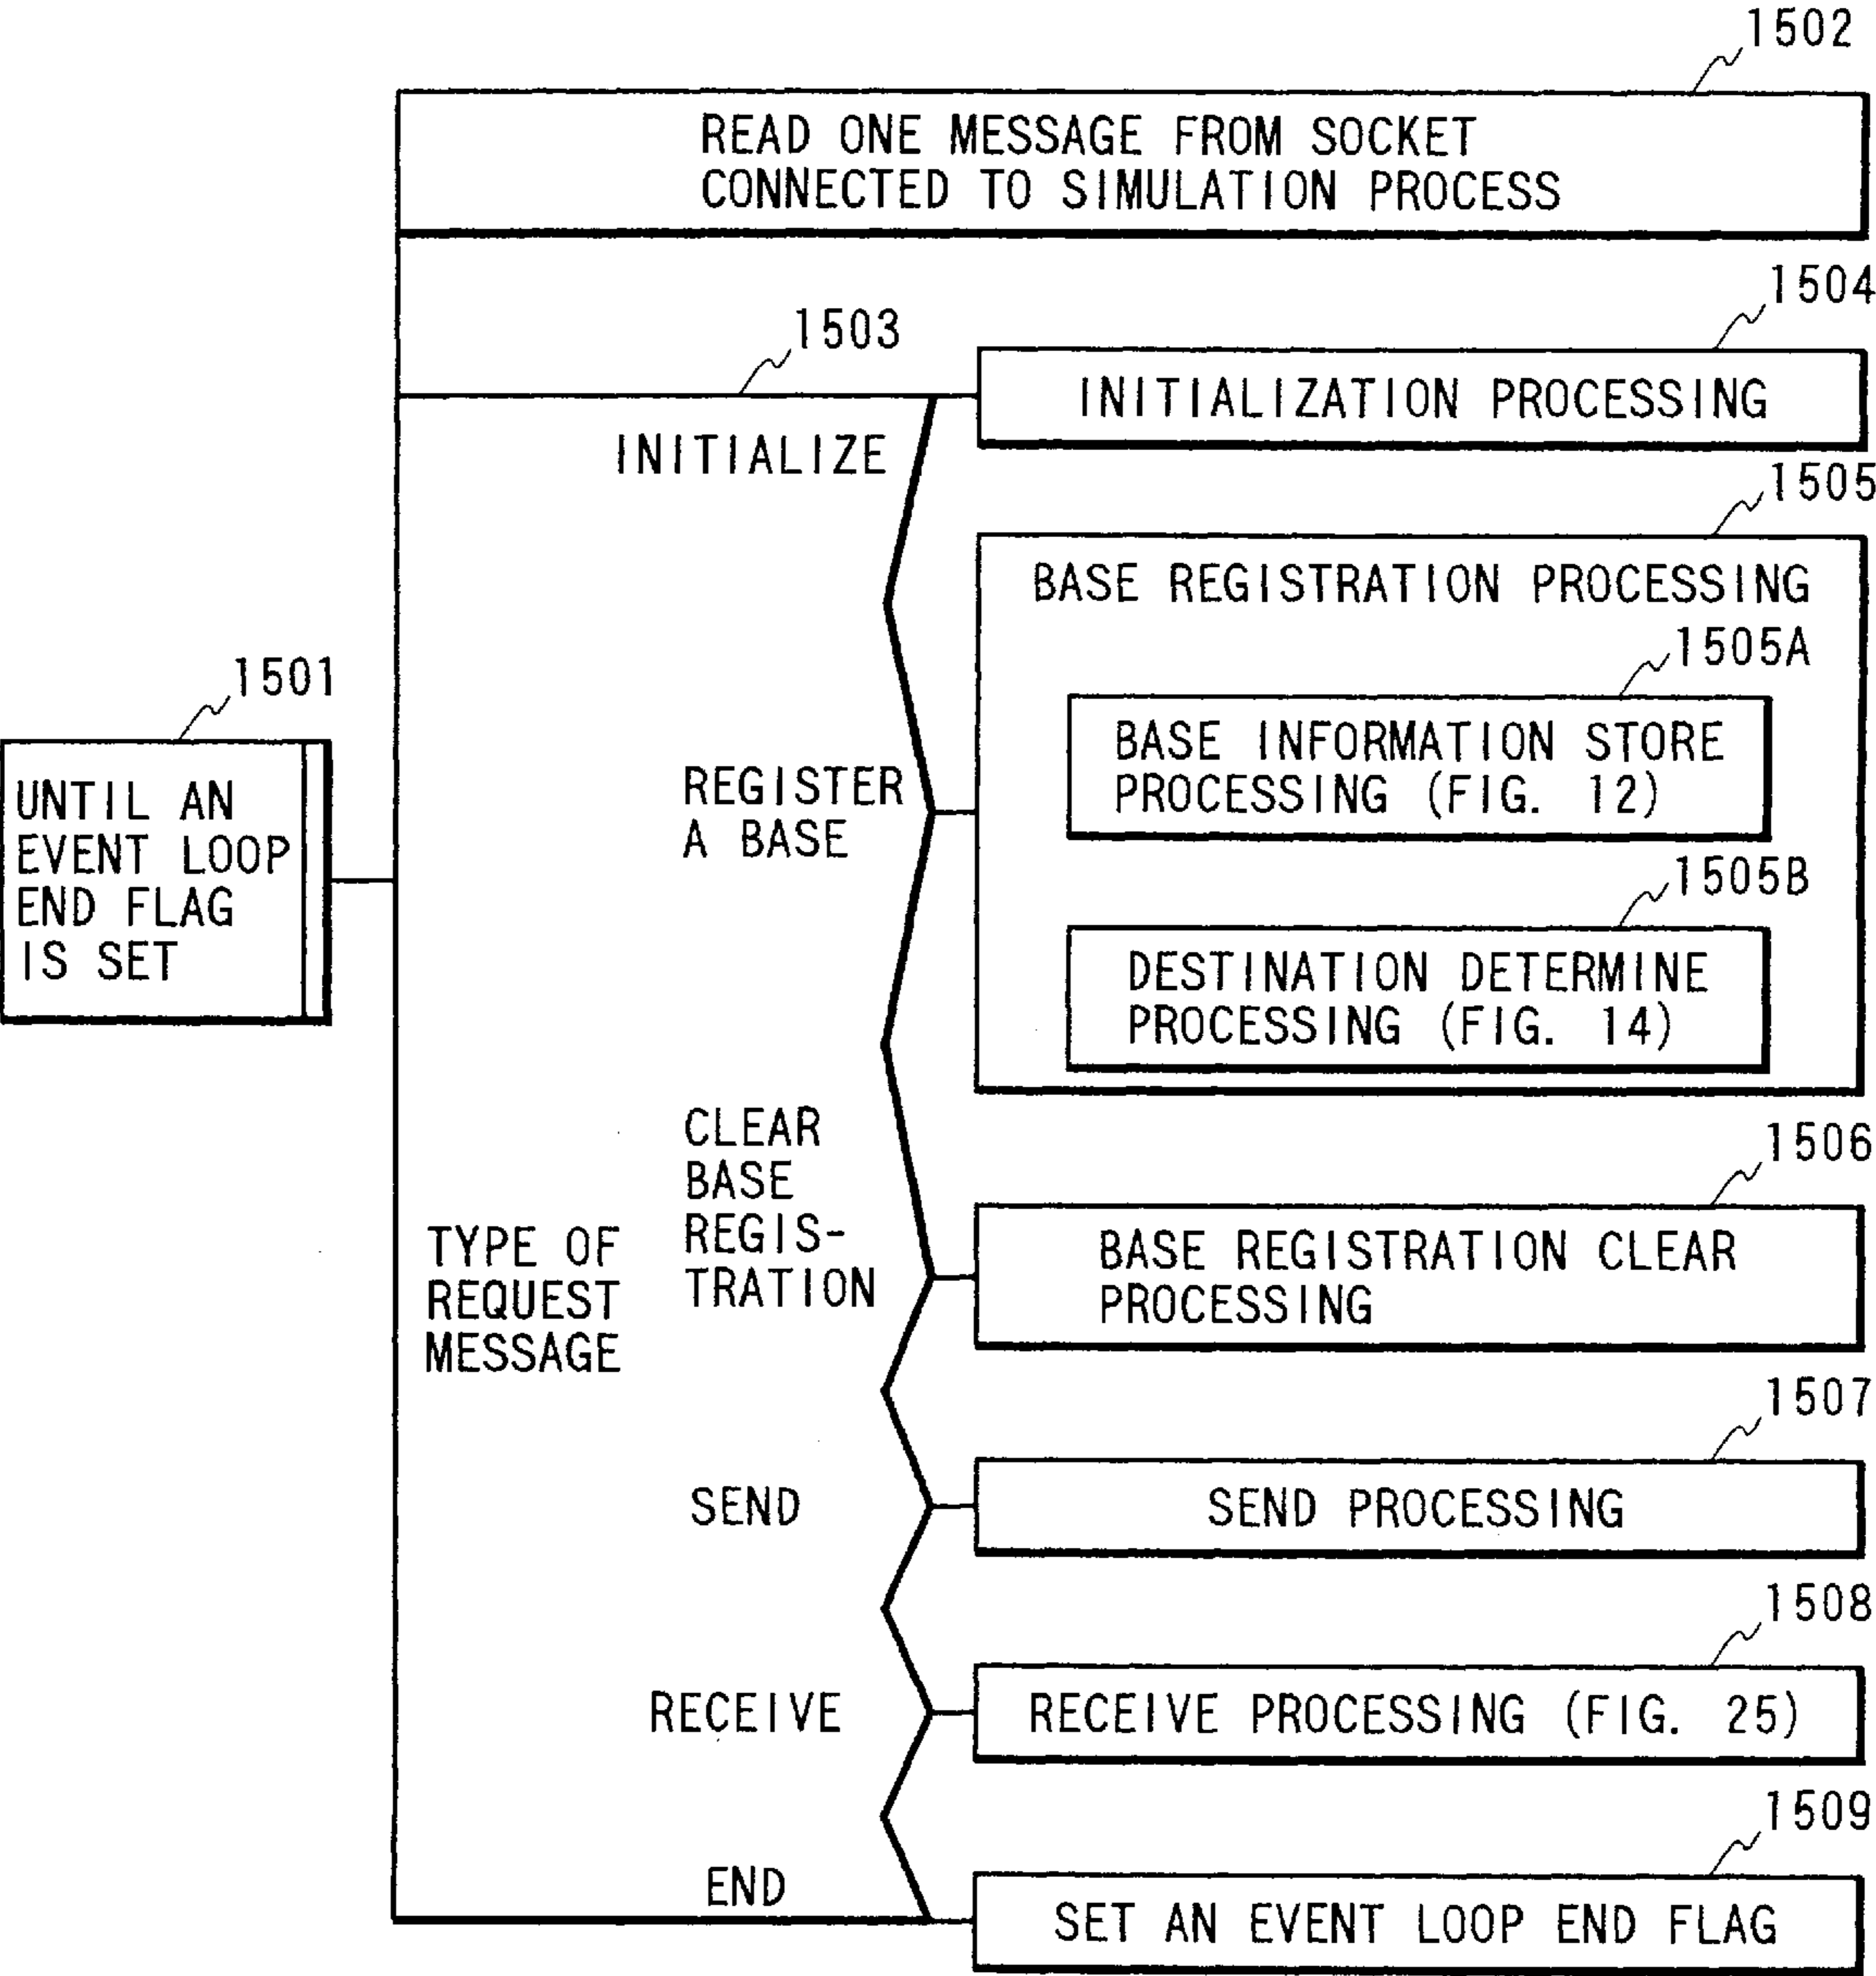 1502
READ ONE MESSAGE FROM SOCKET
CONNECTED TO SIMULATION PROCESS
1503
1504
INITIALIZE
INITIALIZATION PROCESSING
1505
BASE REGISTRATION PROCESSING
1505A
BASE INFORMATION STORE
PROCESSING (FIG. 12)
1505B
DESTINATION DETERMINE
PROCESSING (FIG. 14)
REGISTER
A BASE
1501
UNTIL AN
EVENT LOOP
END FLAG
IS SET
TYPE OF
REQUEST
MESSAGE
CLEAR
BASE
REGIS-
TRATION
1506
BASE REGISTRATION CLEAR
PROCESSING
1507
SEND
SEND PROCESSING
1508
RECEIVE
RECEIVE PROCESSING (FIG. 25)
1509
END
SET AN EVENT LOOP END FLAG